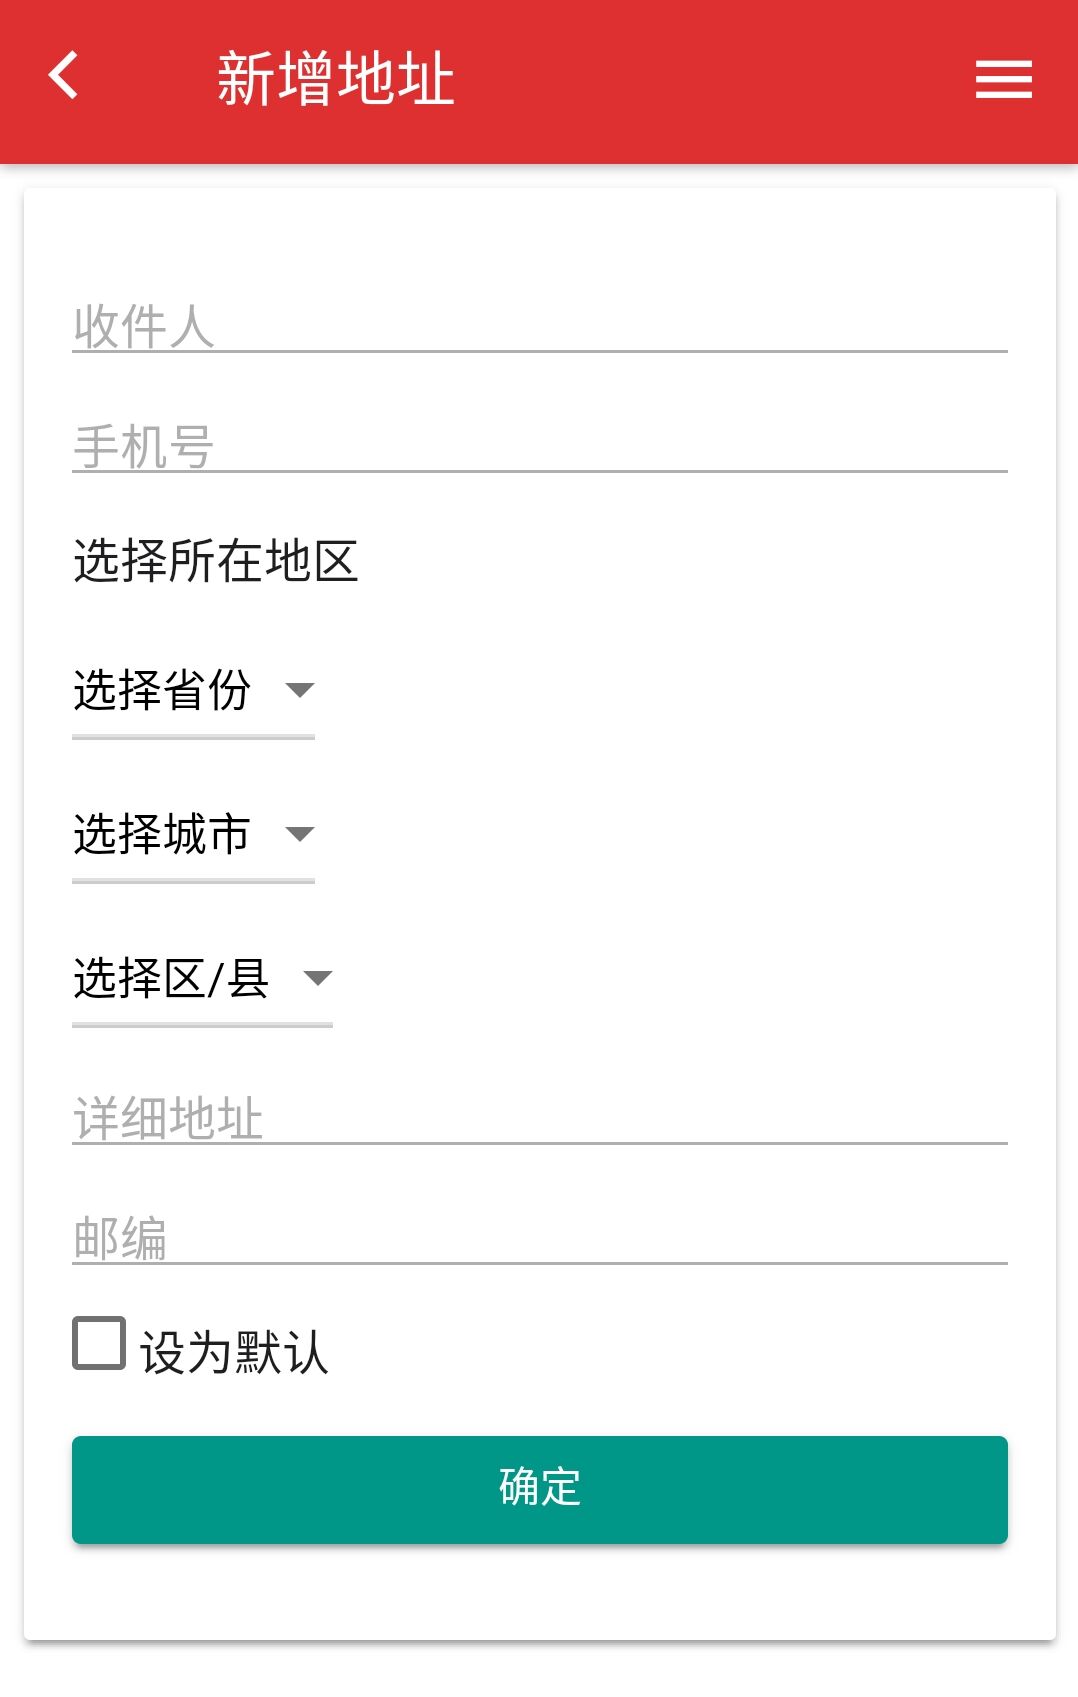 新增地址
收件人
手机号
选择所在地区
选择省份
选择城市
选择区/县
详细地址
邮编
设为默认
确定